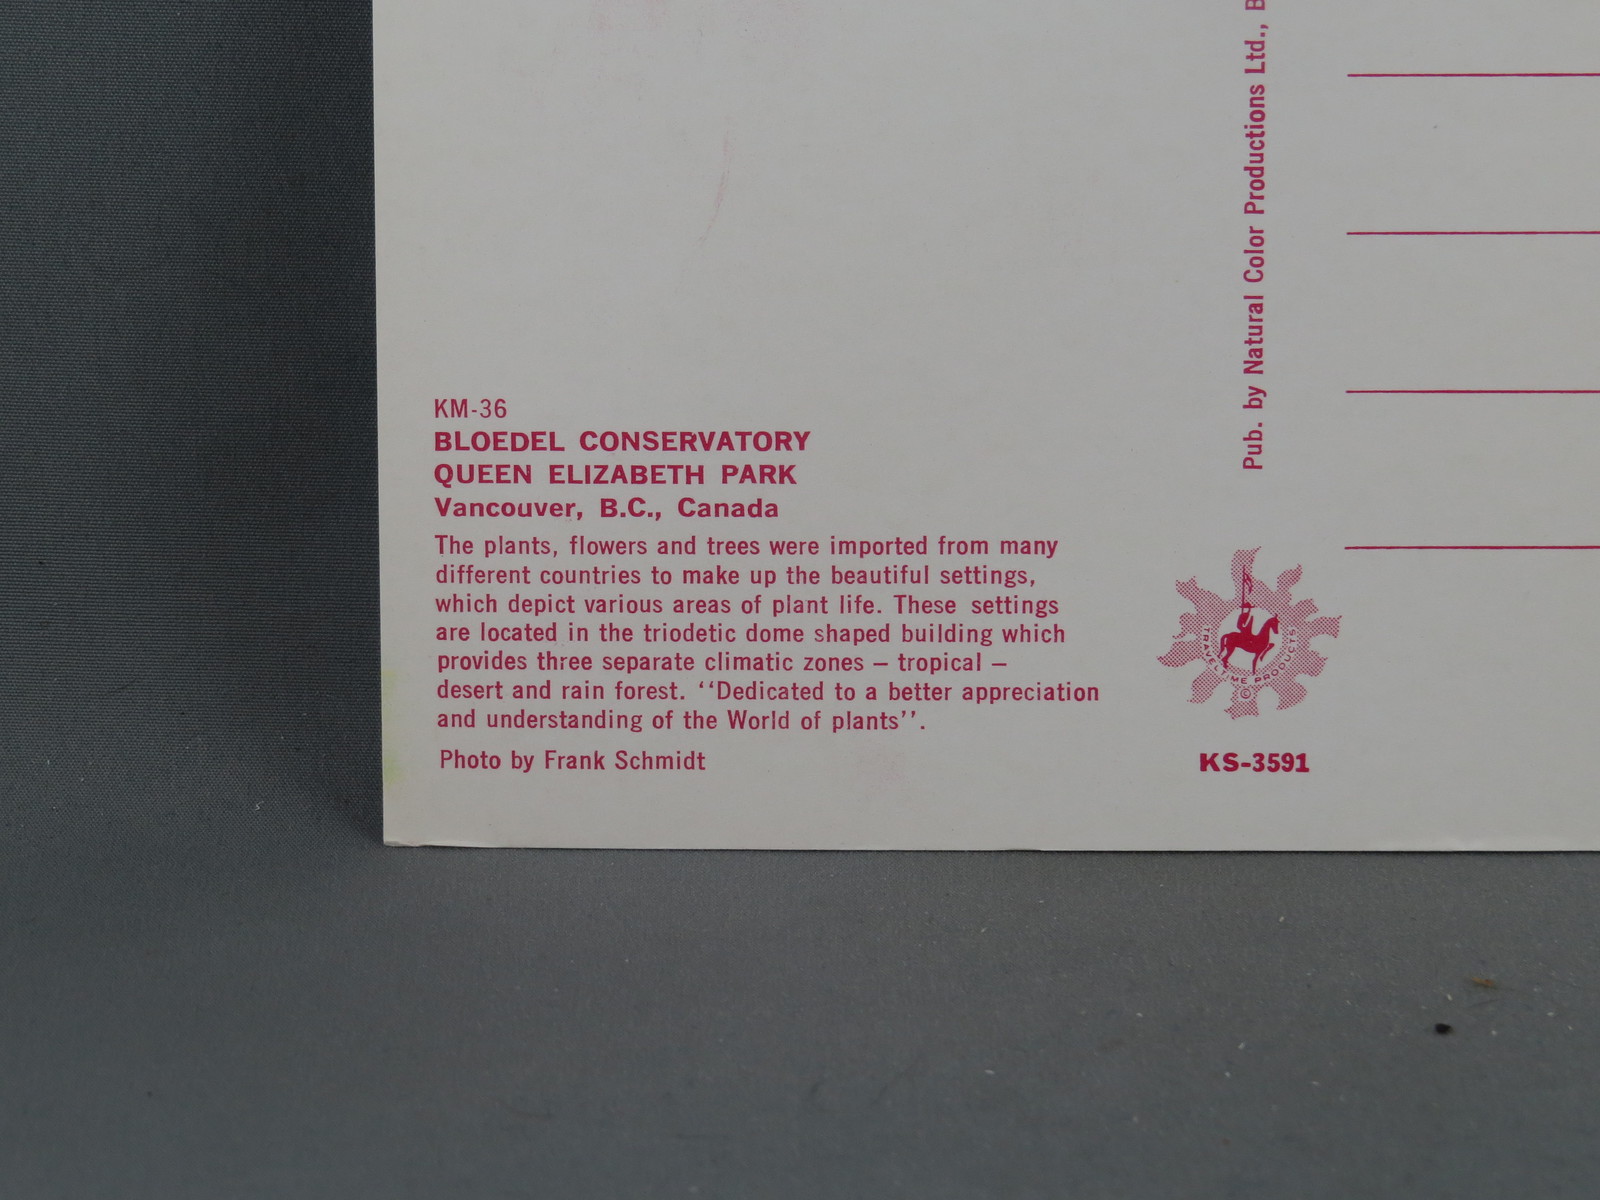 KM-36
BLOEDEL CONSERVATORY
QUEEN ELIZABETH PARK
Vancouver, B.C., Canada
The plants, flowers and trees were imported from many
different countries to make up the beautiful settings,
which depict various areas of plant life. These settings
are located in the triodetic dome shaped building which
provides three separate climatic zones – tropical –
desert and rain forest. ‘‘Dedicated to a better appreciation
and understanding of the World of plants’’.
Photo by Frank Schmidt
Pub. by Natural Color Productions Ltd., B
TRAVELTIME PRODUCTS
©
KS-3591